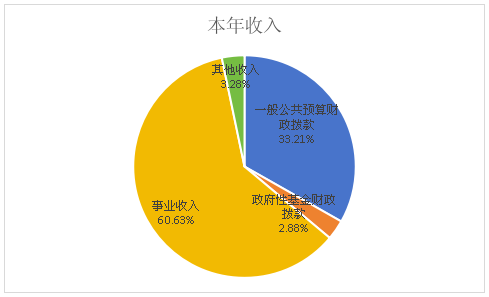 本年收入
其他收入
3.28%
一般公共预算财
政拨款
33.21%
事业收入
60.63%
政府性基金财政
拨款
2.88%